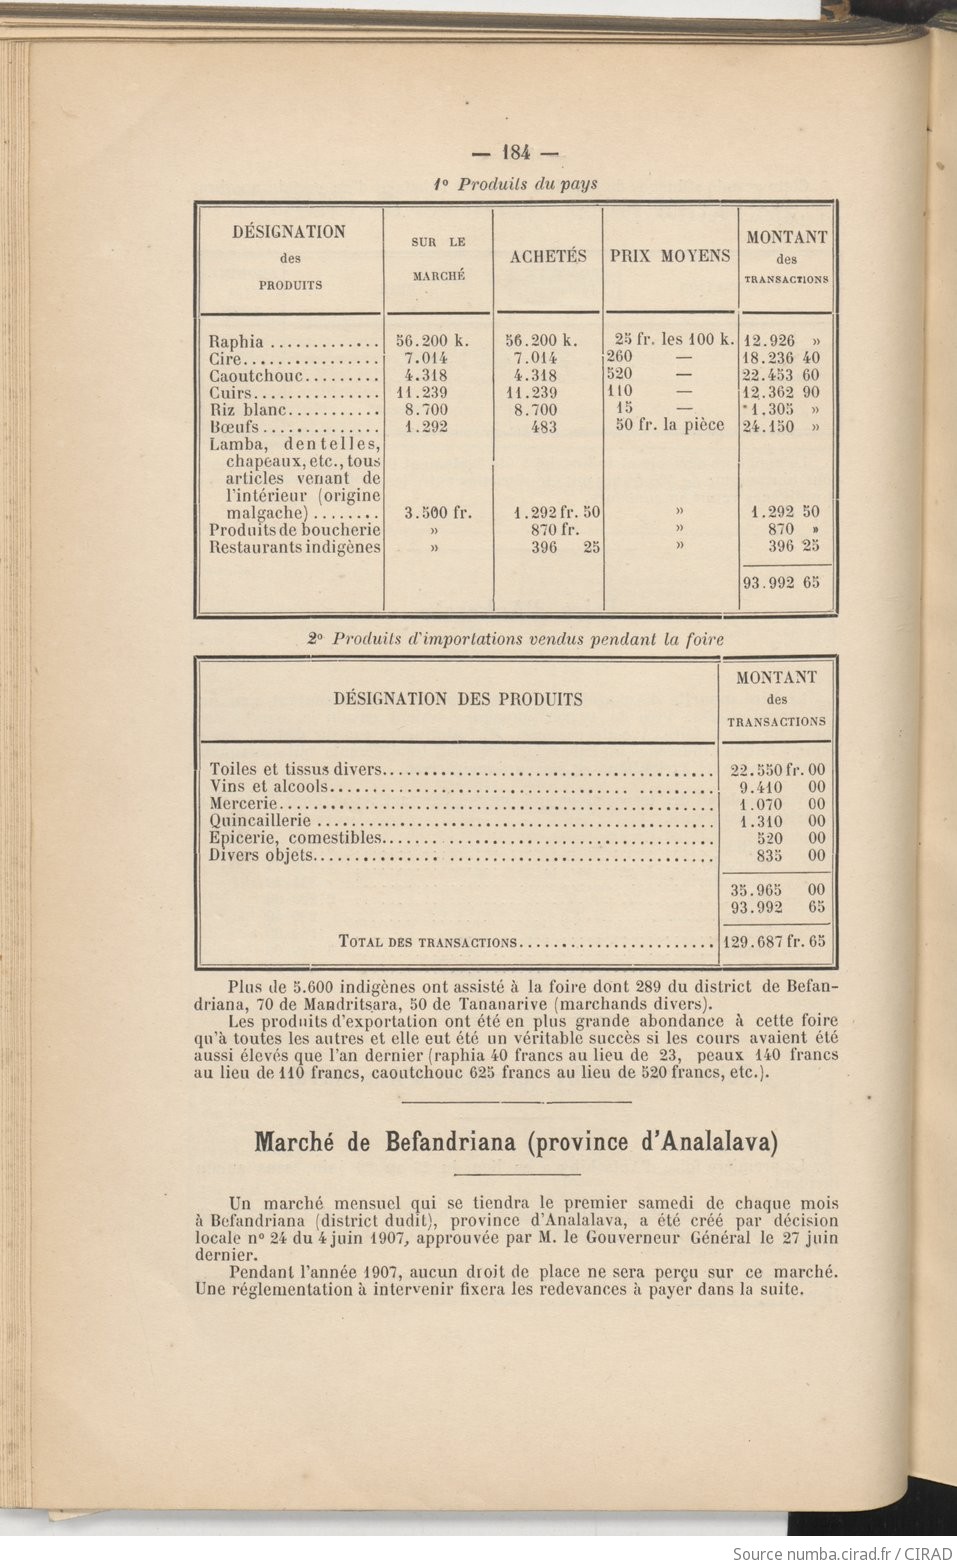 — 184 —
1º Produits du pays
DÉSIGNATION des PRODUITS | SUR LE MARCHÉ | ACHETÉS | PRIX MOYENS | MONTANT des TRANSACTIONS
Raphia ............. 56.200 k. 56.200 k. 25 fr. les 100 k. 12.926 »
Cire................ 7.014 7.014 260 — 18.236 40
Caoutchouc......... 4.318 4.318 520 — 22.453 60
Cuirs............... 11.239 11.239 110 — 12.362 90
Riz blanc........... 8.700 8.700 15 — 1.305 »
Bœufs .............. 1.292 483 50 fr. la pièce 24.150 »
Lamba, dentelles,
chapeaux, etc., tous
articles venant de
l'intérieur (origine
malgache) ........ 3.500 fr. 1.292 fr. 50 » 1.292 50
Produits de boucherie » 870 fr. » 870 »
Restaurants indigènes » 396 25 » 396 25
93.992 65
2º Produits d'importations vendus pendant la foire
DÉSIGNATION DES PRODUITS | MONTANT des TRANSACTIONS
Toiles et tissus divers........................................ 22.550 fr. 00
Vins et alcools............................................... 9.410 00
Mercerie..................................................... 1.070 00
Quincaillerie ................................................ 1.310 00
Epicerie, comestibles........................................ 520 00
Divers objets................................................ 835 00
35.965 00
93.992 65
TOTAL DES TRANSACTIONS....................... 129.687 fr. 65
Plus de 5.600 indigènes ont assisté à la foire dont 289 du district de Befan-
driana, 70 de Mandritsara, 50 de Tananarive (marchands divers).
Les produits d'exportation ont été en plus grande abondance à cette foire
qu'à toutes les autres et elle eut été un véritable succès si les cours avaient été
aussi élevés que l'an dernier (raphia 40 francs au lieu de 23, peaux 140 francs
au lieu de 110 francs, caoutchouc 625 francs au lieu de 520 francs, etc.).
Marché de Befandriana (province d'Analalava)
Un marché mensuel qui se tiendra le premier samedi de chaque mois
à Befandriana (district dudit), province d'Analalava, a été créé par décision
locale nº 24 du 4 juin 1907, approuvée par M. le Gouverneur Général le 27 juin
dernier.
Pendant l'année 1907, aucun droit de place ne sera perçu sur ce marché.
Une réglementation à intervenir fixera les redevances à payer dans la suite.
Source numba.cirad.fr / CIRAD